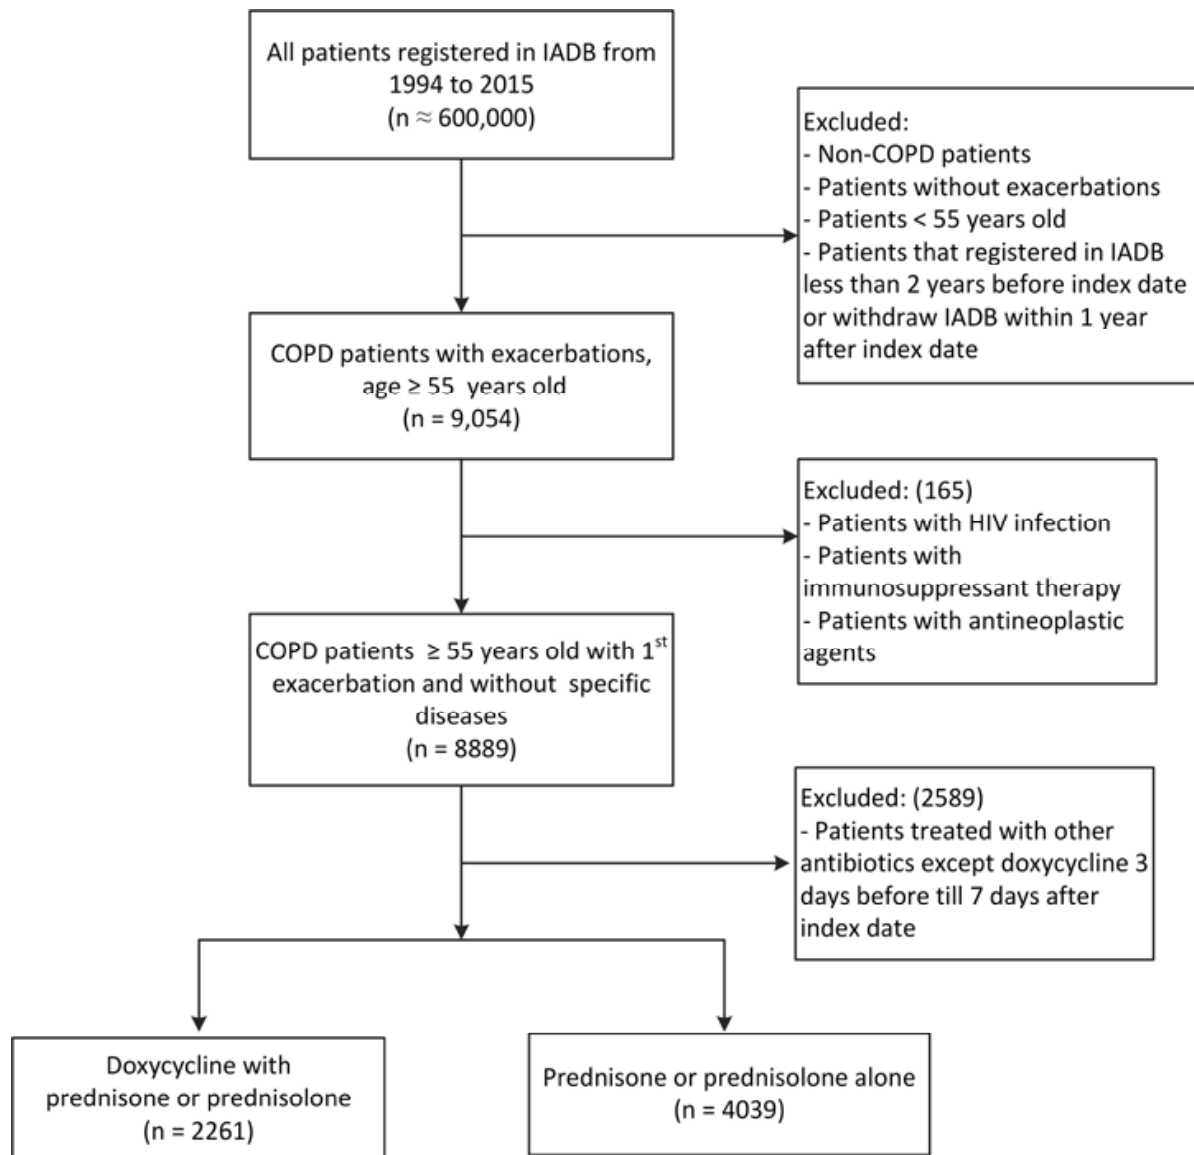 All patients registered in IADB from
1994 to 2015
(n ≈ 600,000)
Excluded:
- Non-COPD patients
- Patients without exacerbations
- Patients < 55 years old
- Patients that registered in IADB
less than 2 years before index date
or withdraw IADB within 1 year
after index date
COPD patients with exacerbations,
age ≥ 55 years old
(n = 9,054)
Excluded: (165)
- Patients with HIV infection
- Patients with
immunosuppressant therapy
- Patients with antineoplastic
agents
COPD patients ≥ 55 years old with 1st
exacerbation and without specific
diseases
(n = 8889)
Excluded: (2589)
- Patients treated with other
antibiotics except doxycycline 3
days before till 7 days after
index date
Doxycycline with
prednisone or prednisolone
(n = 2261)
Prednisone or prednisolone alone
(n = 4039)